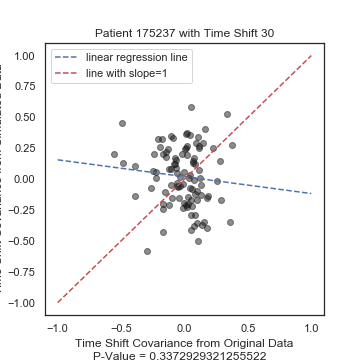 Patient 175237 with Time Shift 30
linear regression line
line with slope=1
1.00
0.75
0.50
0.25
0.00
−0.25
−0.50
−0.75
−1.00
−1.0 −0.5 0.0 0.5 1.0
Time Shift Covariance from Original Data
P-Value = 0.3372929321255522